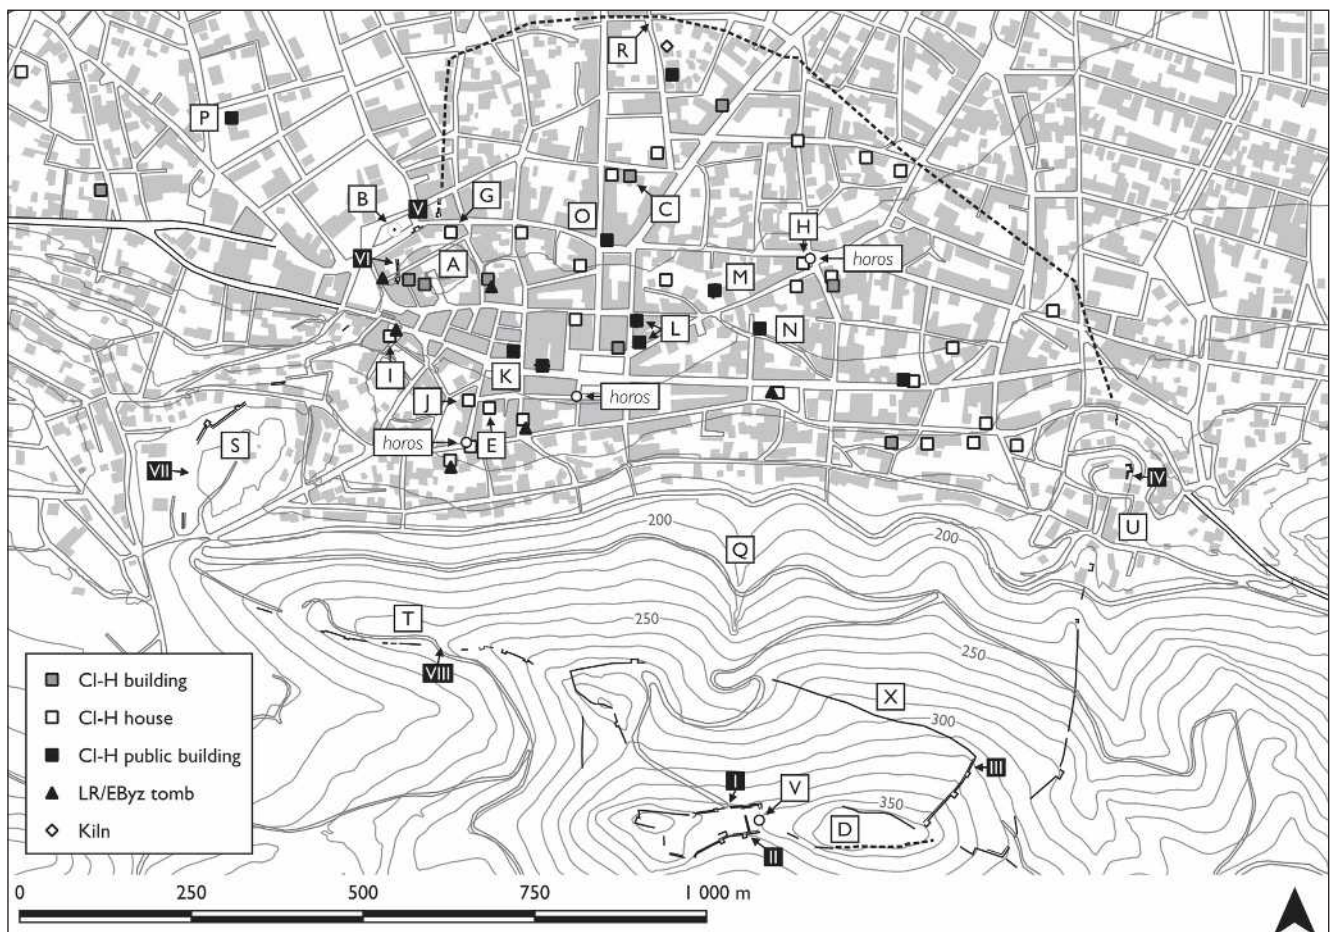 R
P
B
V
G
O
C
H
horos
VI
A
M
L
N
I
K
J
horos
horos
E
S
VII
IV
U
200
200
Q
T
250
250
VIII
X
300
III
I
V
350
D
II
Cl-H building
Cl-H house
Cl-H public building
LR/EByz tomb
Kiln
0 250 500 750 1 000 m